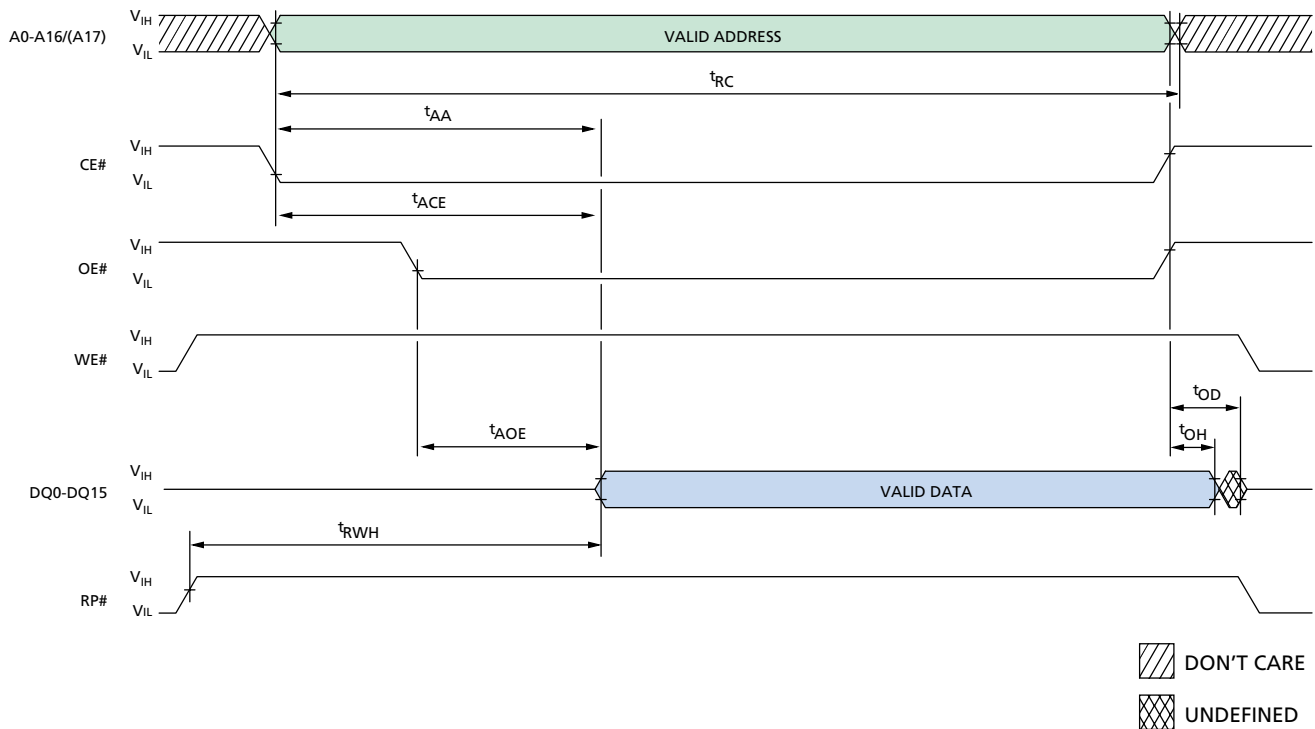 A0-A16/(A17)
VIH
VIL
VALID ADDRESS
tRC
tAA
CE#
VIH
VIL
tACE
OE#
VIH
VIL
WE#
VIH
VIL
tOD
tAOE
tOH
DQ0-DQ15
VIH
VIL
VALID DATA
tRWH
RP#
VIH
VIL
DON'T CARE
UNDEFINED